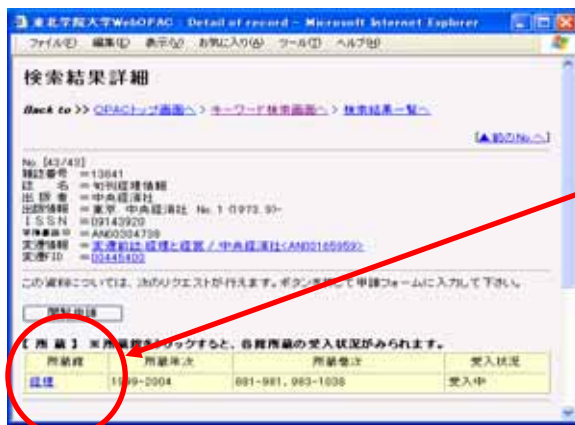 東北学院大学WebOPAC : Detail of record - Microsoft Internet Explorer
ファイル(F) 編集(E) 表示(V) お気に入り(A) ツール(T) ヘルプ(H)
検索結果詳細
Back to >> OPACトップ画面へ > キーワード検索画面へ > 検索結果一覧へ
[▲前のNo.へ]
No. [43/43]
雑誌番号 =13841
誌 名 =旬刊経理情報
出 版 者 =中央経済社
出版情報 =東京 中央経済社 No. 1 (1973. 9)-
I S S N =09143920
=AN00304739
変遷情報 =変遷前誌:経理と経営 / 中央経済社<AN00165959>
変遷ID =00445400
この資料については、次のリクエストが行えます。ボタンを押して申請フォームに入力して下さい。
【 所 蔵 】 ※所蔵館をクリックすると、各館所蔵の受入状況がみられます。
所蔵館 所蔵年次 所蔵巻次 受入状況
経理 1999-2004 881-981, 983-1038 受入中